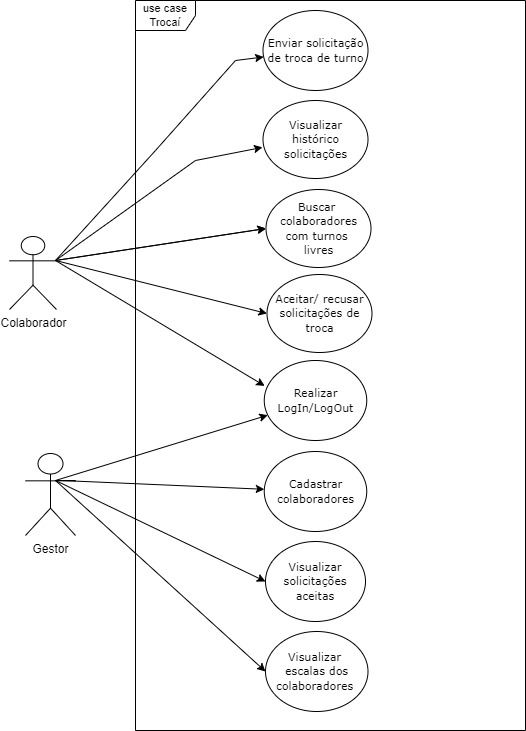 use case
Trocaí
Enviar solicitação
de troca de turno
Visualizar
histórico
solicitações
Buscar
colaboradores
com turnos
livres
Colaborador
Aceitar/ recusar
solicitações de
troca
Realizar
LogIn/LogOut
Gestor
Cadastrar
colaboradores
Visualizar
solicitações
aceitas
Visualizar
escalas dos
colaboradores